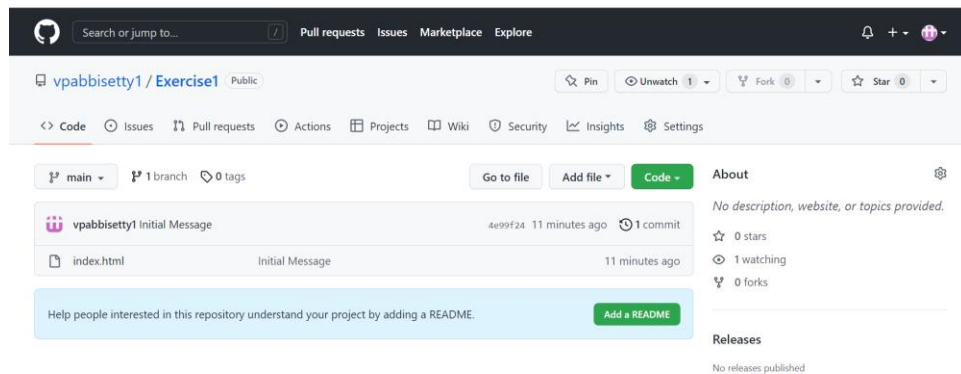 Search or jump to... / Pull requests Issues Marketplace Explore
vpabbisetty1 / Exercise1 Public Pin Unwatch 1 Fork 0 Star 0
<> Code Issues Pull requests Actions Projects Wiki Security Insights Settings
main 1 branch 0 tags Go to file Add file Code
vpabbisetty1 Initial Message 4e99f24 11 minutes ago 1 commit
index.html Initial Message 11 minutes ago
Help people interested in this repository understand your project by adding a README. Add a README
About
No description, website, or topics provided.
0 stars
1 watching
0 forks
Releases
No releases published